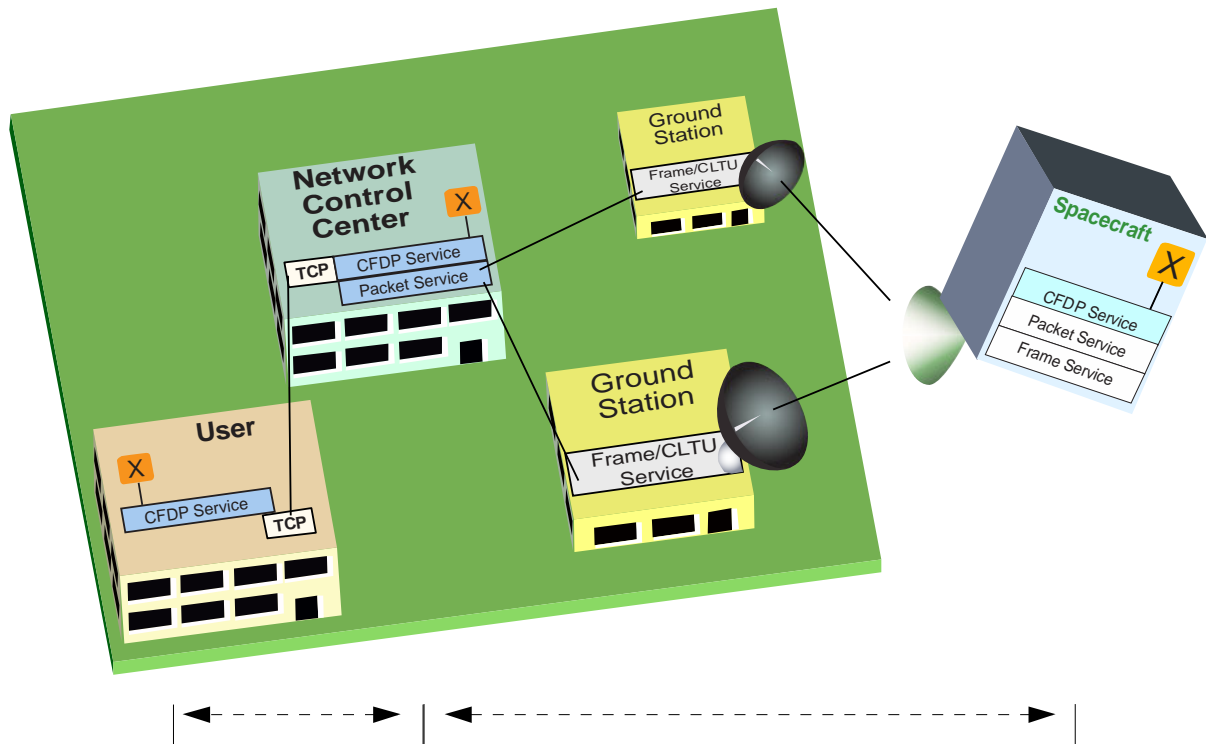 Ground
Station
Frame/CLTU
Service
Network
Control
Center
X
TCP
CFDP Service
Packet Service
Spacecraft
X
CFDP Service
Packet Service
Frame Service
Ground
Station
Frame/CLTU
Service
User
X
CFDP Service
TCP